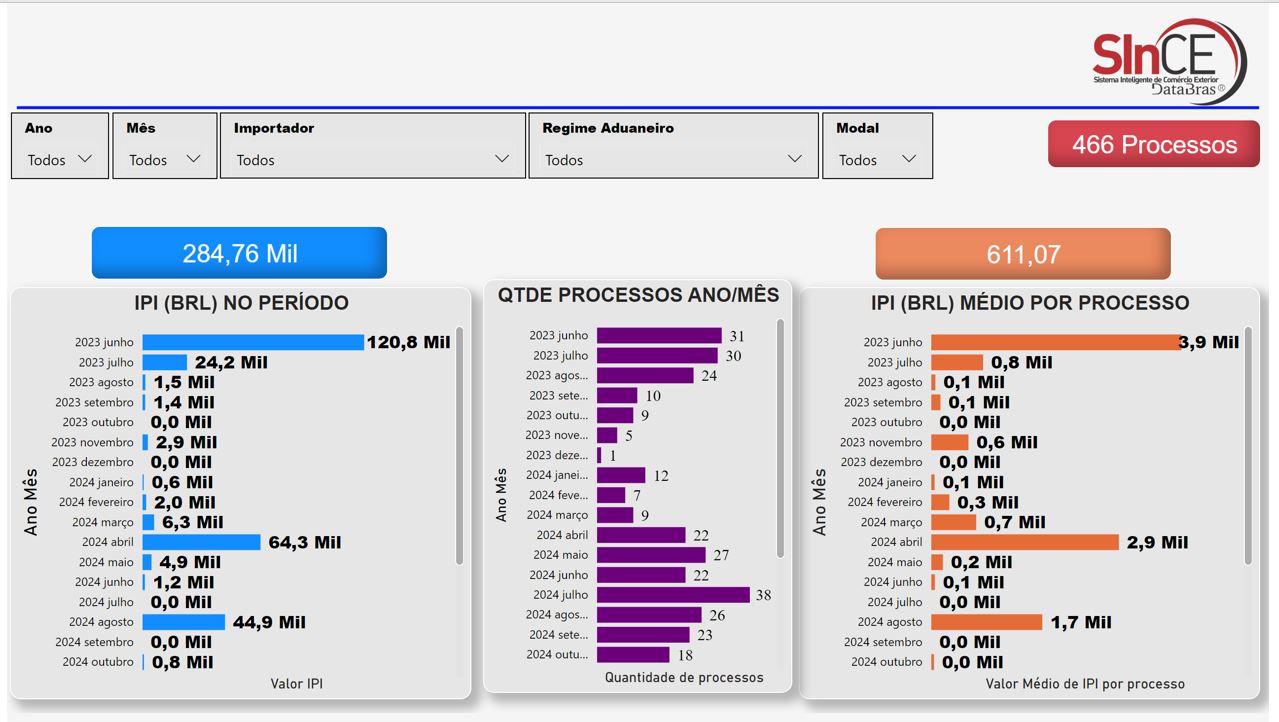 SInCE
Sistema Inteligente de Comércio Exterior
DataBras®
Ano
Todos
Mês
Todos
Importador
Todos
Regime Aduaneiro
Todos
Modal
Todos
466 Processos
284,76 Mil
IPI (BRL) NO PERÍODO
Ano Mês
2023 junho 120,8 Mil
2023 julho 24,2 Mil
2023 agosto 1,5 Mil
2023 setembro 1,4 Mil
2023 outubro 0,0 Mil
2023 novembro 2,9 Mil
2023 dezembro 0,0 Mil
2024 janeiro 0,6 Mil
2024 fevereiro 2,0 Mil
2024 março 6,3 Mil
2024 abril 64,3 Mil
2024 maio 4,9 Mil
2024 junho 1,2 Mil
2024 julho 0,0 Mil
2024 agosto 44,9 Mil
2024 setembro 0,0 Mil
2024 outubro 0,8 Mil
Valor IPI
QTDE PROCESSOS ANO/MÊS
Ano Mês
2023 junho 31
2023 julho 30
2023 agos... 24
2023 sete... 10
2023 outu... 9
2023 nove... 5
2023 deze... 1
2024 janei... 12
2024 feve... 7
2024 março 9
2024 abril 22
2024 maio 27
2024 junho 22
2024 julho 38
2024 agos... 26
2024 sete... 23
2024 outu... 18
Quantidade de processos
611,07
IPI (BRL) MÉDIO POR PROCESSO
Ano Mês
2023 junho 3,9 Mil
2023 julho 0,8 Mil
2023 agosto 0,1 Mil
2023 setembro 0,1 Mil
2023 outubro 0,0 Mil
2023 novembro 0,6 Mil
2023 dezembro 0,0 Mil
2024 janeiro 0,1 Mil
2024 fevereiro 0,3 Mil
2024 março 0,7 Mil
2024 abril 2,9 Mil
2024 maio 0,2 Mil
2024 junho 0,1 Mil
2024 julho 0,0 Mil
2024 agosto 1,7 Mil
2024 setembro 0,0 Mil
2024 outubro 0,0 Mil
Valor Médio de IPI por processo